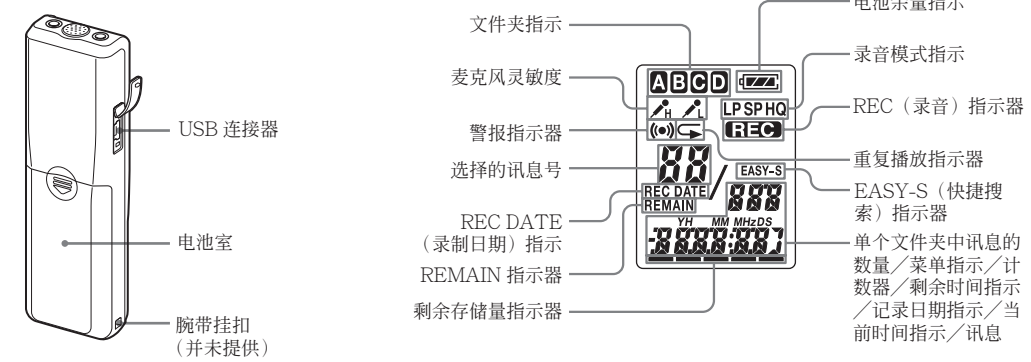 USB 连接器
电池室
腕带挂扣
（并未提供）
文件夹指示
麦克风灵敏度
警报指示器
选择的讯息号
REC DATE
（录制日期）指示
REMAIN 指示器
剩余存储量指示器
ABCD
H L
LP SP HQ
REC
EASY-S
REC DATE
REMAIN
YH MM MHzDS
电池余量指示
录音模式指示
REC（录音）指示器
重复播放指示器
EASY-S（快捷搜
索）指示器
单个文件夹中讯息的
数量／菜单指示／计
数器／剩余时间指示
／记录日期指示／当
前时间指示／讯息